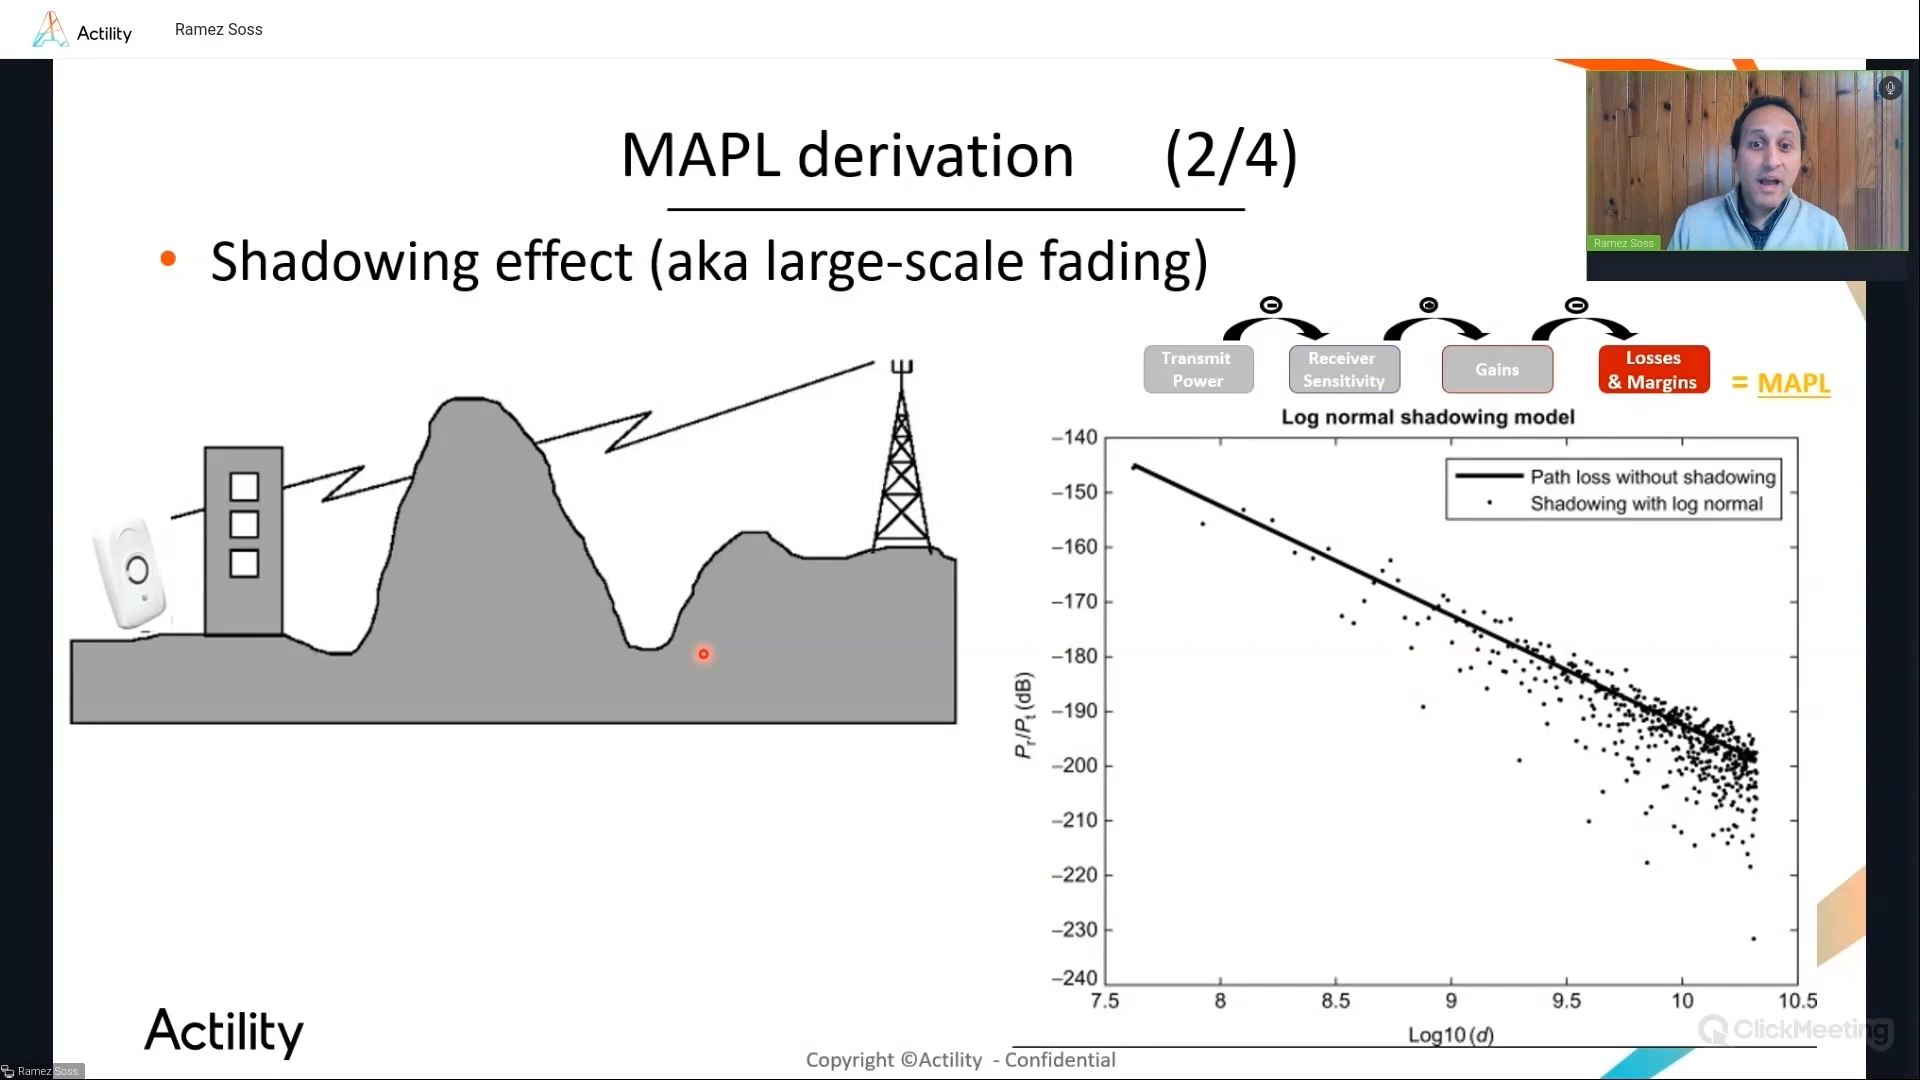 Actility
Ramez Soss
MAPL derivation (2/4)
• Shadowing effect (aka large-scale fading)
Ramez Soss
Transmit
Power
Receiver
Sensitivity
Gains
Losses
& Margins
= MAPL
Log normal shadowing model
Path loss without shadowing
Shadowing with log normal
−140
−150
−160
−170
−180
−190
−200
−210
−220
−230
−240
Pr/Pt (dB)
7.5 8 8.5 9 9.5 10 10.5
Log10 (d)
Actility
Copyright ©Actility - Confidential
ClickMeeting
Ramez Soss